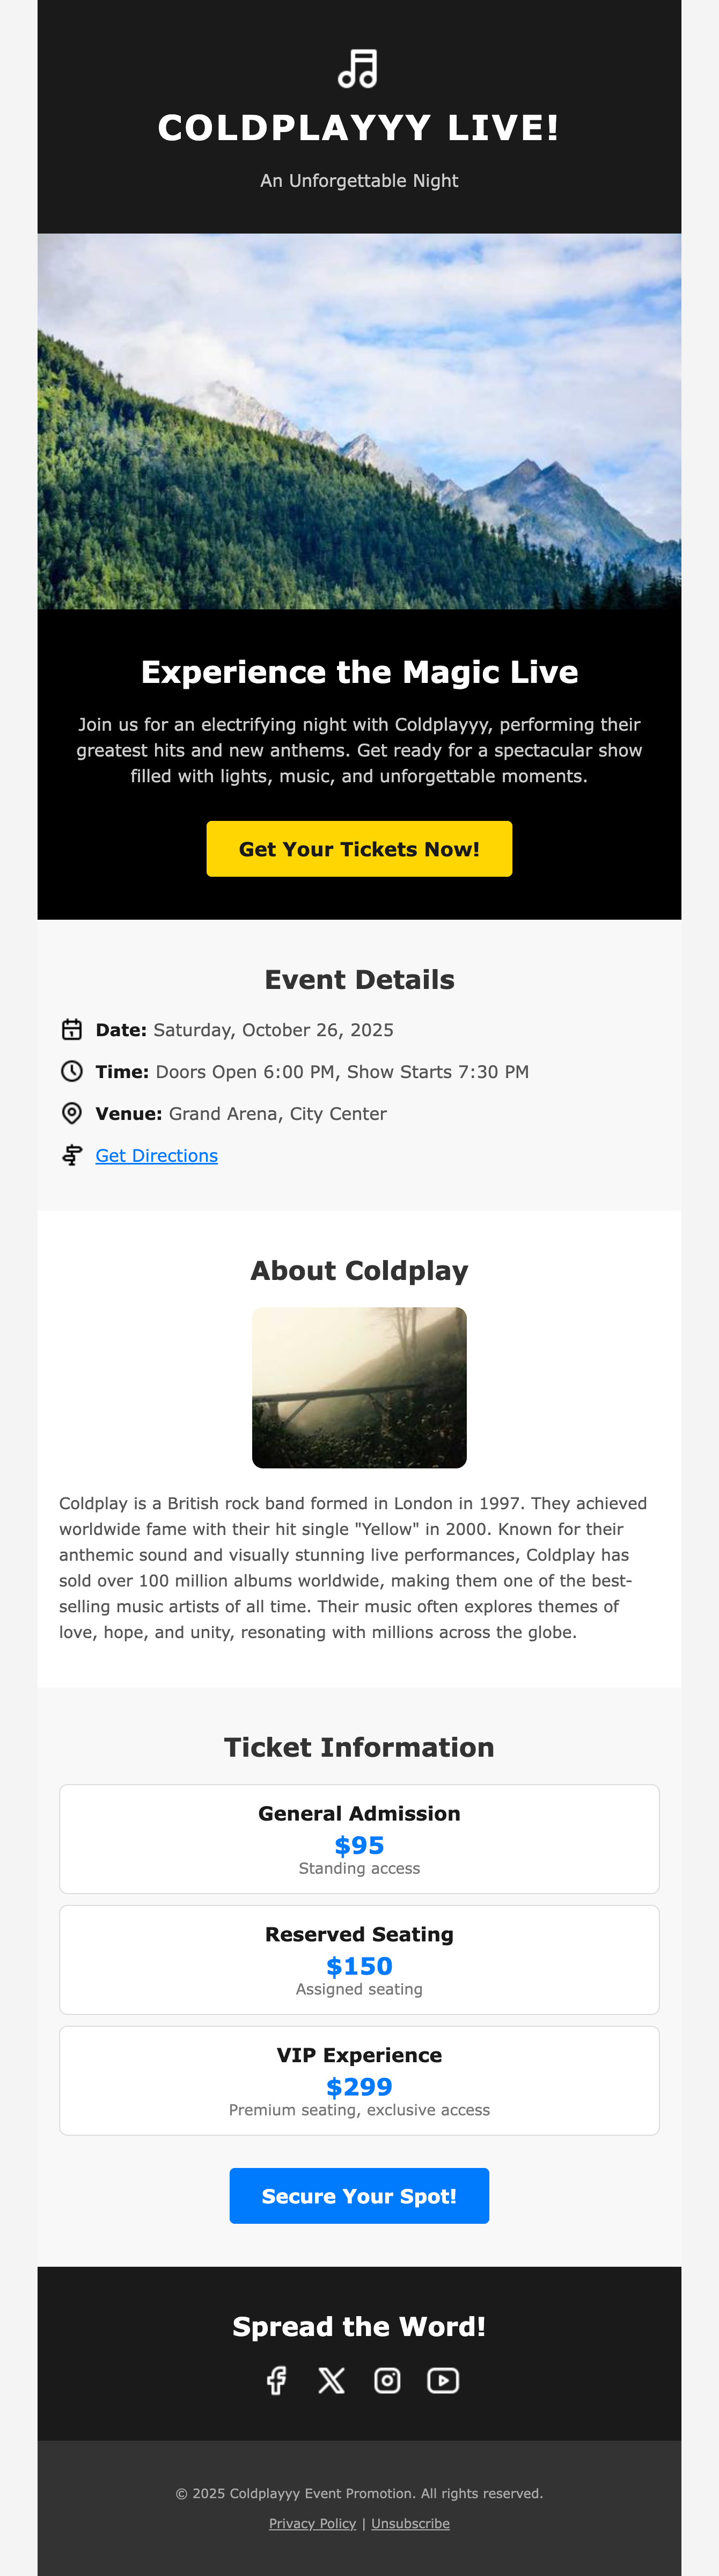 COLDPLAYYY LIVE!
An Unforgettable Night
Experience the Magic Live
Join us for an electrifying night with Coldplayyy, performing their
greatest hits and new anthems. Get ready for a spectacular show
filled with lights, music, and unforgettable moments.
Get Your Tickets Now!
Event Details
Date: Saturday, October 26, 2025
Time: Doors Open 6:00 PM, Show Starts 7:30 PM
Venue: Grand Arena, City Center
Get Directions
About Coldplay
Coldplay is a British rock band formed in London in 1997. They achieved
worldwide fame with their hit single "Yellow" in 2000. Known for their
anthemic sound and visually stunning live performances, Coldplay has
sold over 100 million albums worldwide, making them one of the best-
selling music artists of all time. Their music often explores themes of
love, hope, and unity, resonating with millions across the globe.
Ticket Information
General Admission
$95
Standing access
Reserved Seating
$150
Assigned seating
VIP Experience
$299
Premium seating, exclusive access
Secure Your Spot!
Spread the Word!
© 2025 Coldplayyy Event Promotion. All rights reserved.
Privacy Policy | Unsubscribe